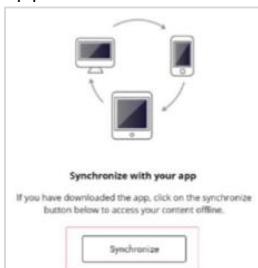 Synchronize with your app
If you have downloaded the app, click on the synchronize
button below to access your content offline.
Synchronize